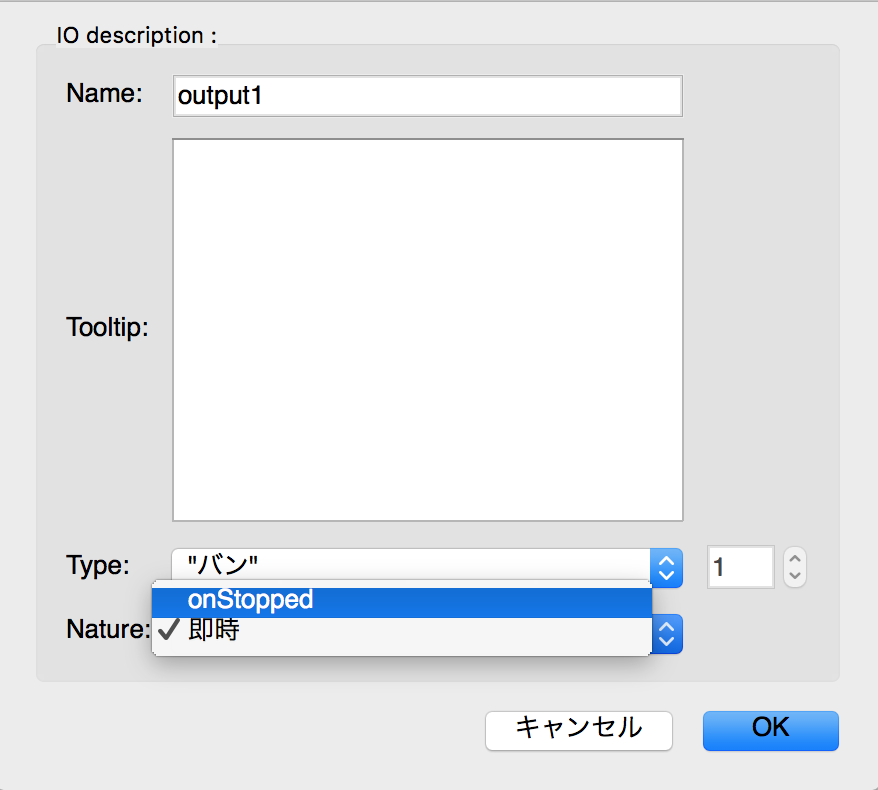 IO description :
Name:
output1
Tooltip:
Type:
"バン"
1
onStopped
Nature:
即時
キャンセル
OK